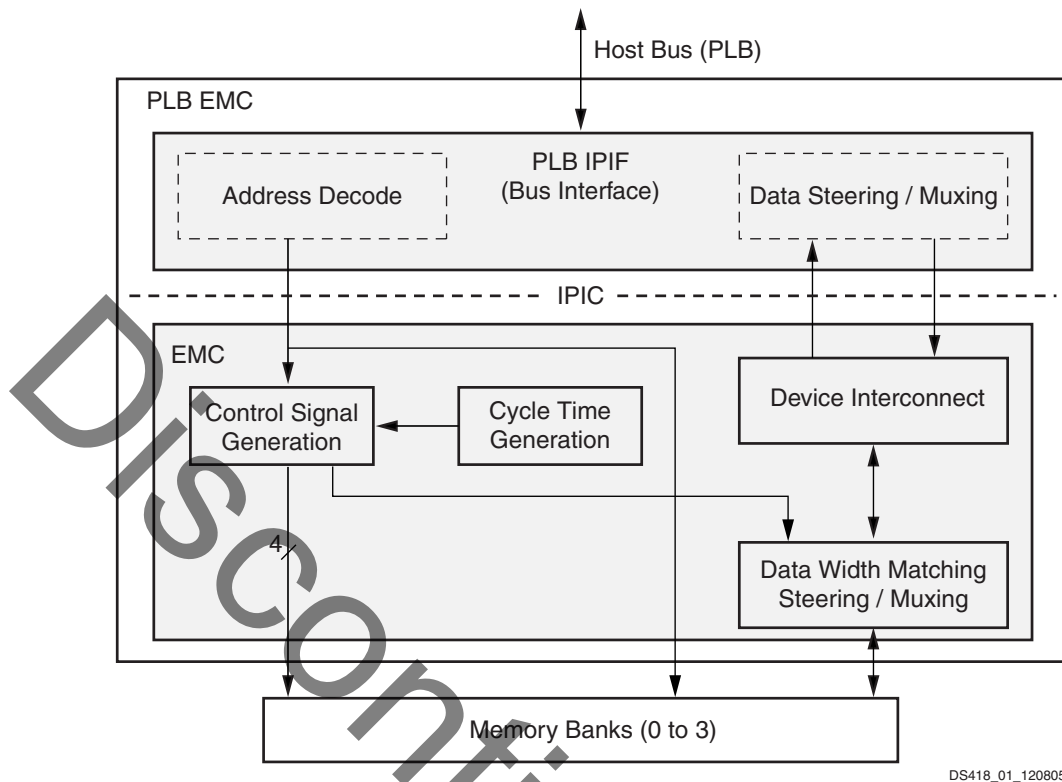 Host Bus (PLB)
PLB EMC
PLB IPIF
(Bus Interface)
Address Decode
Data Steering / Muxing
IPIC
EMC
Control Signal
Generation
Cycle Time
Generation
Device Interconnect
4
Data Width Matching
Steering / Muxing
Memory Banks (0 to 3)
DS418_01_120805
Disconti